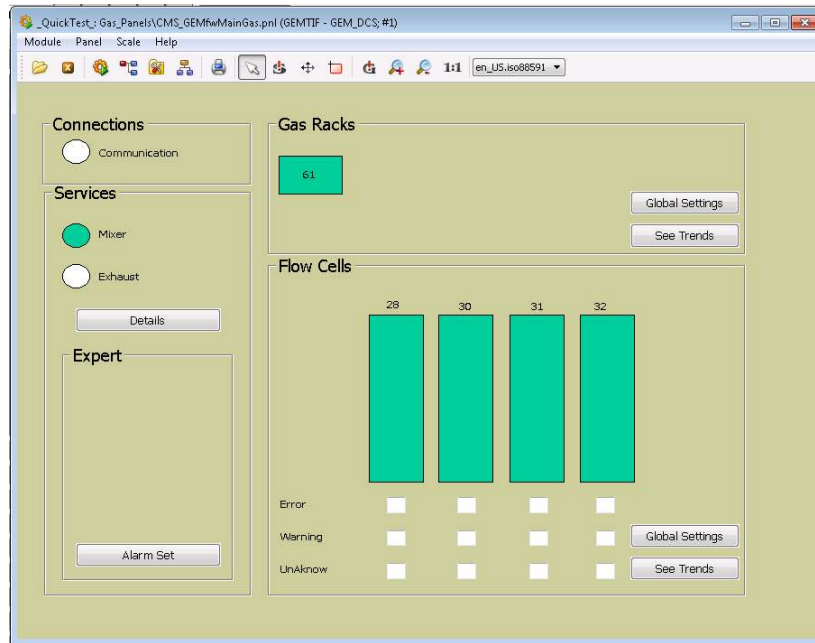 _QuickTest_: Gas_Panels\CMS_GEMfwMainGas.pnl (GEMTIF - GEM_DCS; #1)
Module Panel Scale Help
1:1 en_US.iso88591
Connections
Communication
Services
Mixer
Exhaust
Details
Expert
Alarm Set
Gas Racks
61
Global Settings
See Trends
Flow Cells
28 30 31 32
Error
Warning
UnAknow
Global Settings
See Trends